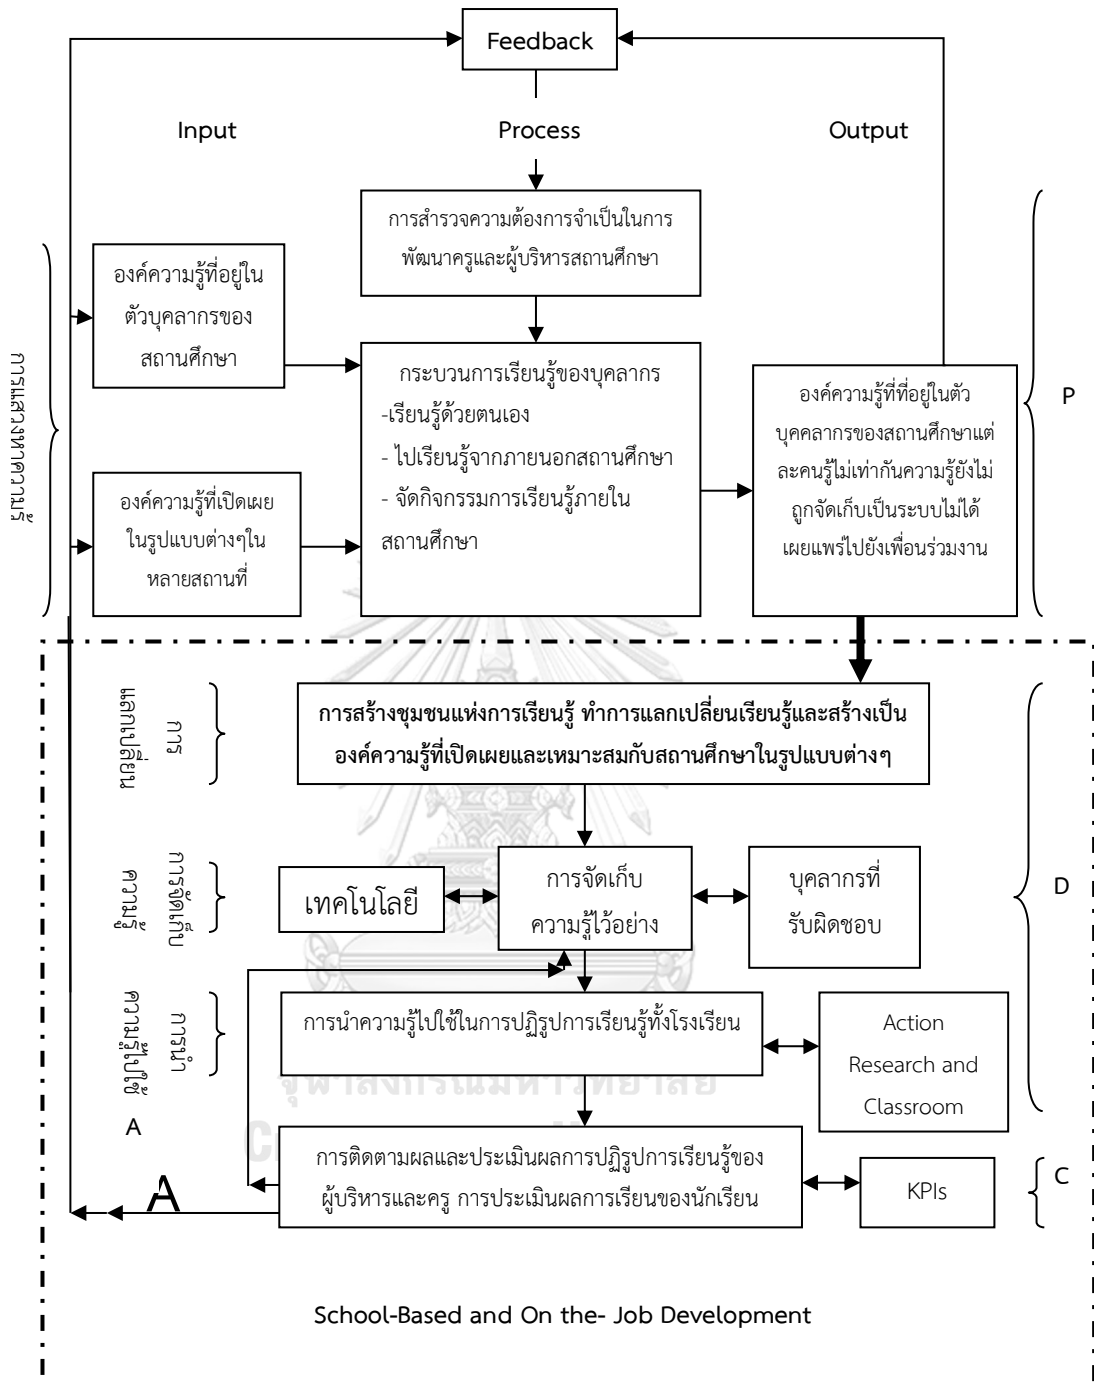 Feedback
Input
Process
Output
การสำรวจความต้องการจำเป็นในการ
พัฒนาครูและผู้บริหารสถานศึกษา
องค์ความรู้ที่อยู่ใน
ตัวบุคลากรของ
สถานศึกษา
กระบวนการเรียนรู้ของบุคลากร
-เรียนรู้ด้วยตนเอง
- ไปเรียนรู้จากภายนอกสถานศึกษา
- จัดกิจกรรมการเรียนรู้ภายใน
สถานศึกษา
องค์ความรู้ที่ที่อยู่ในตัว
บุคคลากรของสถานศึกษาแต่
ละคนรู้ไม่เท่ากันความรู้ยังไม่
ถูกจัดเก็บเป็นระบบไม่ได้
เผยแพร่ไปยังเพื่อนร่วมงาน
P
การแสวงหาความรู้
องค์ความรู้ที่เปิดเผย
ในรูปแบบต่างๆใน
หลายสถานที่
การ
แลกเปลี่ยน
การสร้างชุมชนแห่งการเรียนรู้ ทำการแลกเปลี่ยนเรียนรู้และสร้างเป็น
องค์ความรู้ที่เปิดเผยและเหมาะสมกับสถานศึกษาในรูปแบบต่างๆ
การจัดเก็บ
ความรู้
เทคโนโลยี
การจัดเก็บ
ความรู้ไว้อย่าง
บุคลากรที่
รับผิดชอบ
D
การนำ
ความรู้ไปใช้
การนำความรู้ไปใช้ในการปฏิรูปการเรียนรู้ทั้งโรงเรียน
Action
Research and
Classroom
จุฬาลงกรณ์มหาวิทยาลัย
A
การติดตามผลและประเมินผลการปฏิรูปการเรียนรู้ของ
ผู้บริหารและครู การประเมินผลการเรียนของนักเรียน
KPIs
C
A
School-Based and On the- Job Development